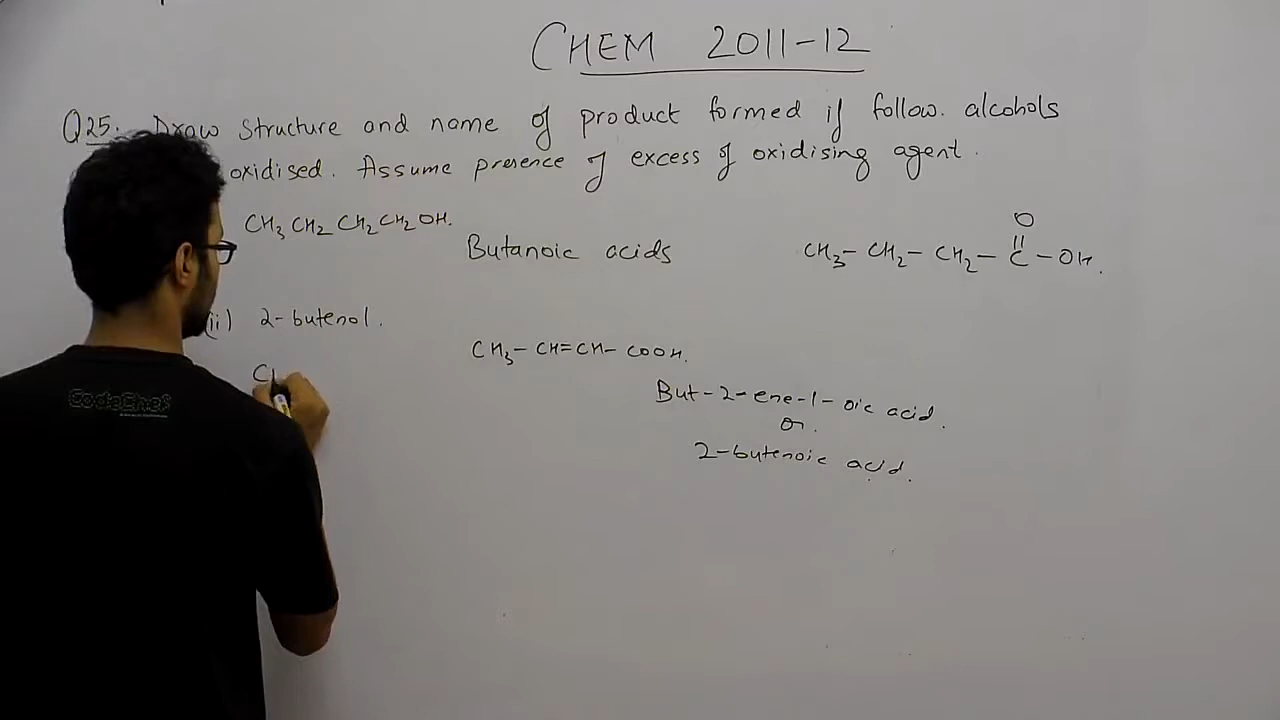 CHEM 2011-12
Q25. Draw structure and name of product formed if follow. alcohols
oxidised. Assume presence of excess of oxidising agent.
CH3 CH2 CH2 CH2 OH.
Butanoic acids
O
CH3 - CH2 - CH2 - C - OH.
ii) 2-butenol.
CH3 - CH=CH - COOH.
But-2-ene-1-oic acid.
or.
2-butenoic acid.
C
CodeChef